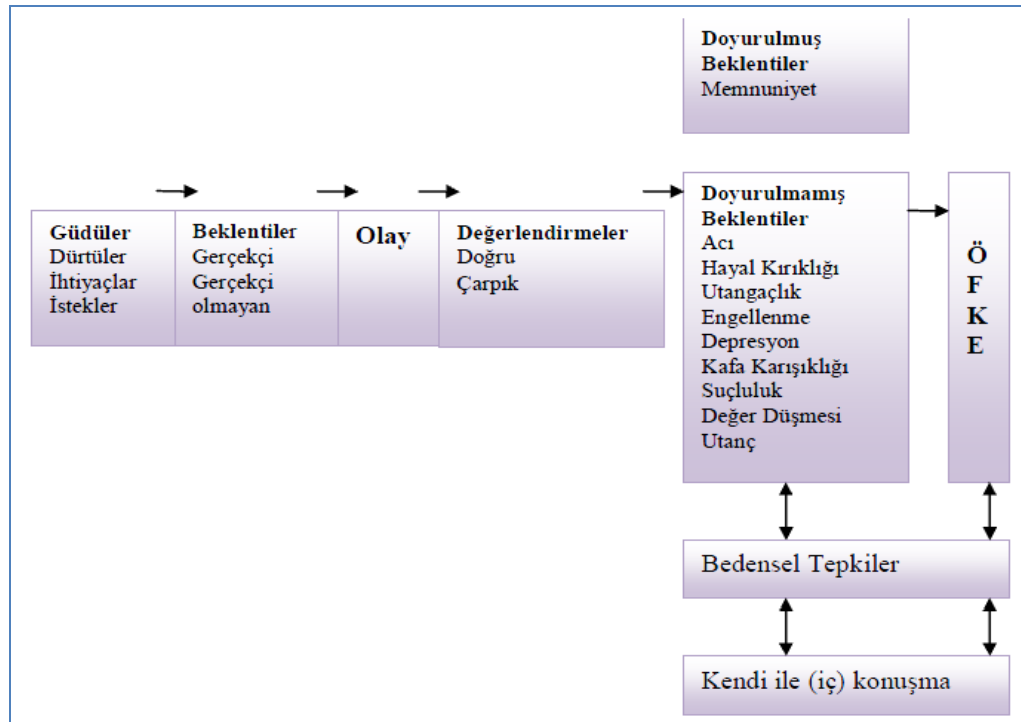 Doyurulmuş
Beklentiler
Memnuniyet
Güdüler
Dürtüler
İhtiyaçlar
İstekler
Beklentiler
Gerçekçi
Gerçekçi
olmayan
Olay
Değerlendirmeler
Doğru
Çarpık
Doyurulmamış
Beklentiler
Acı
Hayal Kırıklığı
Utangaçlık
Engellenme
Depresyon
Kafa Karışıklığı
Suçluluk
Değer Düşmesi
Utanç
Ö
F
K
E
Bedensel Tepkiler
Kendi ile (iç) konuşma